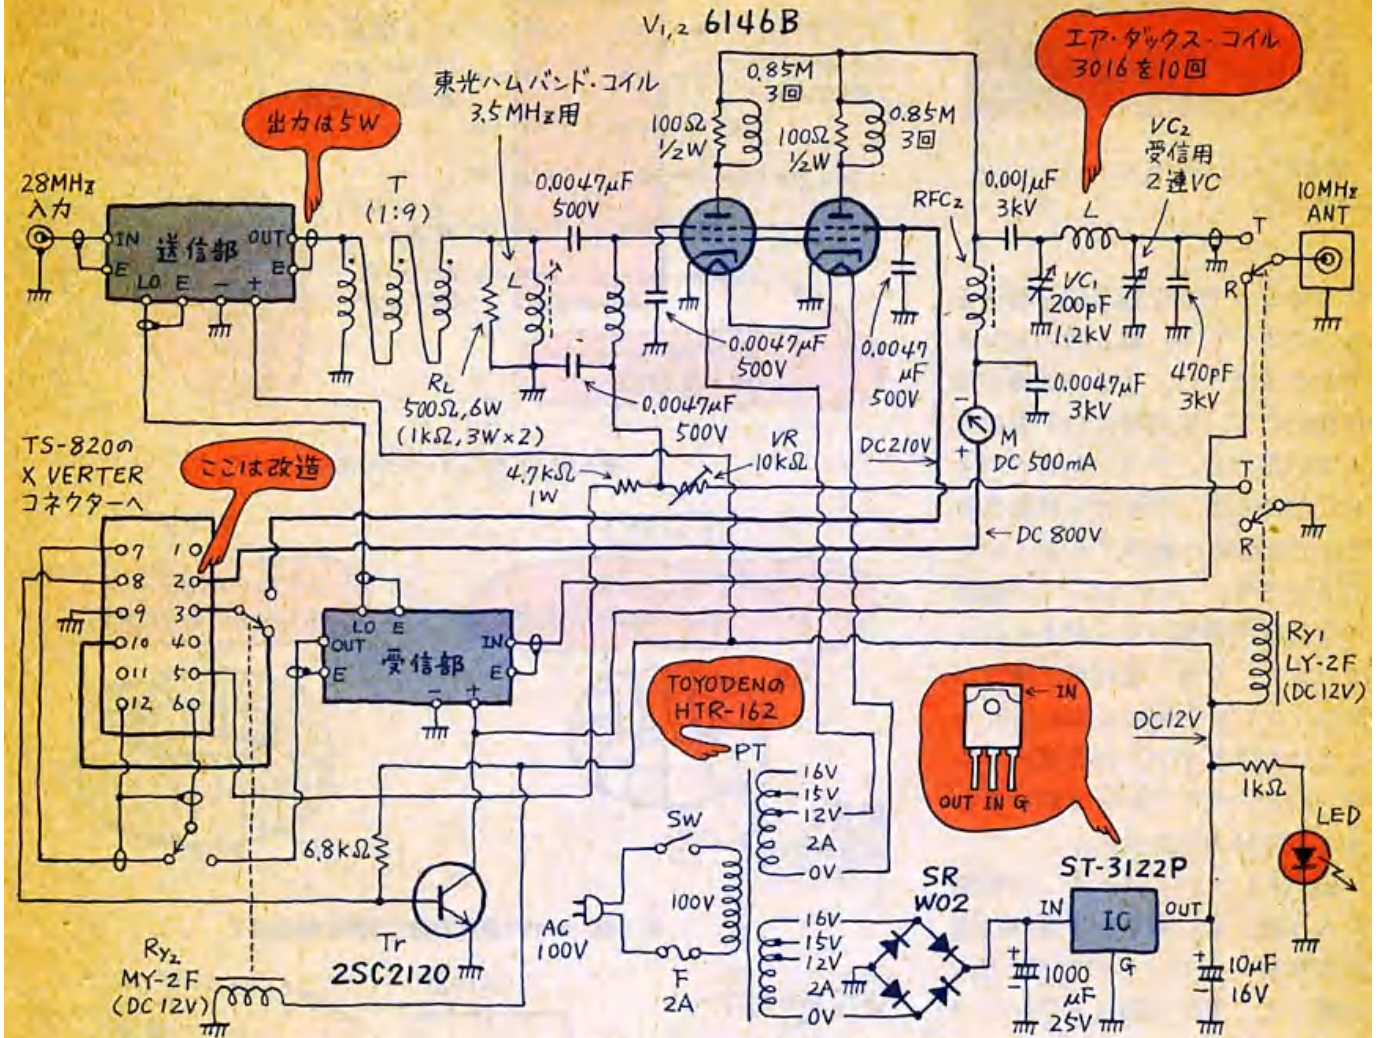 V1,2 6146B
エア・ダックス・コイル
3016を10回
東光ハムバンド・コイル
3.5MHz用
0.85M
3回
0.85M
3回
出力は5W
100Ω
½W
100Ω
½W
VC2
受信用
2連VC
28MHz
入力
T
(1:9)
0.0047μF
500V
RFC2
0.001μF
3kV
L
10MHz
ANT
IN
送信部
OUT
E
E
LO E - +
L
T
R
VC1
200pF
1.2kV
0.0047μF
500V
0.0047
μF
500V
RL
500Ω,6W
(1kΩ,3W×2)
0.0047μF
500V
-
M
+
DC 500mA
0.0047μF
3kV
470pF
3kV
TS-820の
X VERTER
コネクターへ
ここは改造
4.7kΩ
1W
VR
10kΩ
DC210V
T
R
←DC 800V
7 1
8 2
9 3
10 4
11 5
12 6
LO E
OUT
IN
受信部
E
E
- +
Ry1
LY-2F
(DC12V)
TOYODENの
HTR-162
←IN
OUT IN G
DC12V
PT
16V
15V
12V
2A
0V
1kΩ
LED
6.8kΩ
SW
100V
AC
100V
F
2A
SR
W02
ST-3122P
IN
IC
OUT
G
16V
15V
12V
2A
0V
Tr
2SC2120
Ry2
MY-2F
(DC12V)
+
-
1000
μF
25V
+
-
10μF
16V